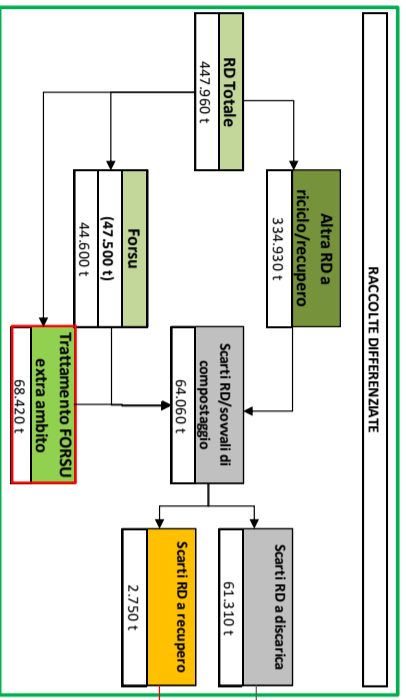 RACCOLTE DIFFERENZIATE
RD Totale
447.960 t
Altra RD a
riciclo/recupero
334.930 t
Forsu
(47.500 t)
44.600 t
Trattamento FORSU
extra ambito
68.420 t
Scarti RD/sovvali di
compostaggio
64.060 t
Scarti RD a discarica
61.310 t
Scarti RD a recupero
2.750 t